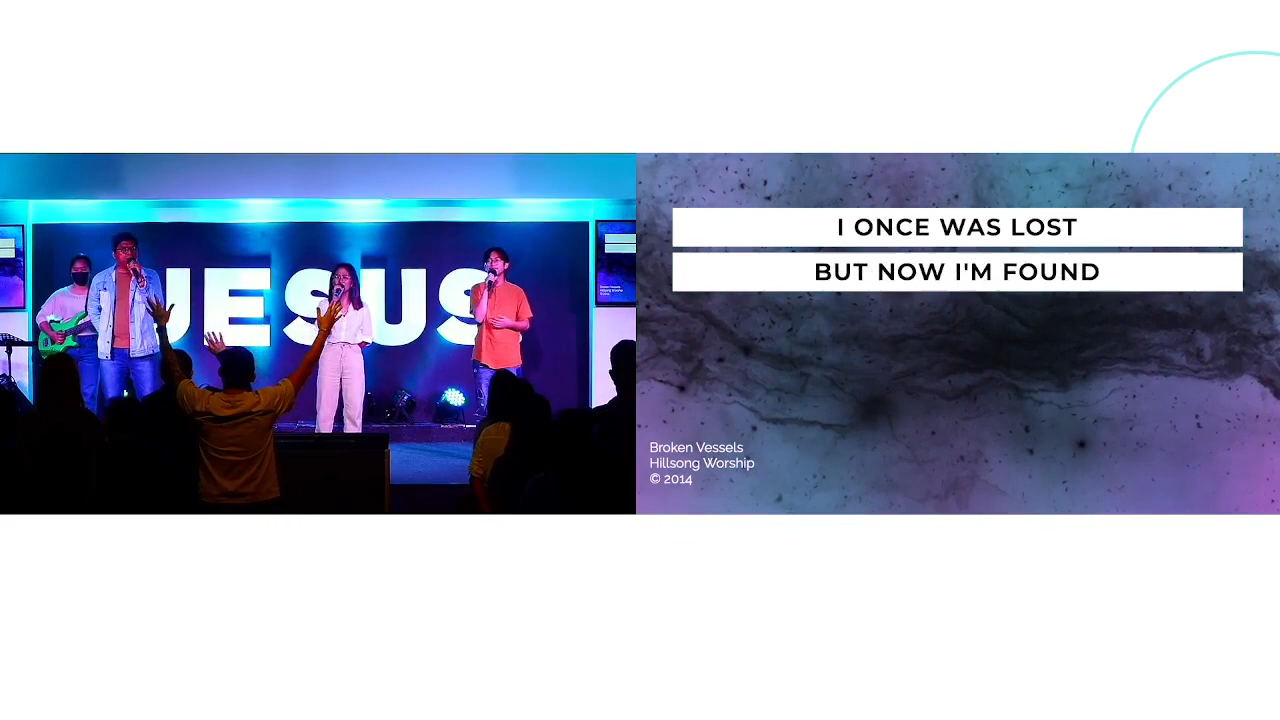 JESUS
I ONCE WAS LOST
BUT NOW I'M FOUND
Broken Vessels
Hillsong Worship
© 2014